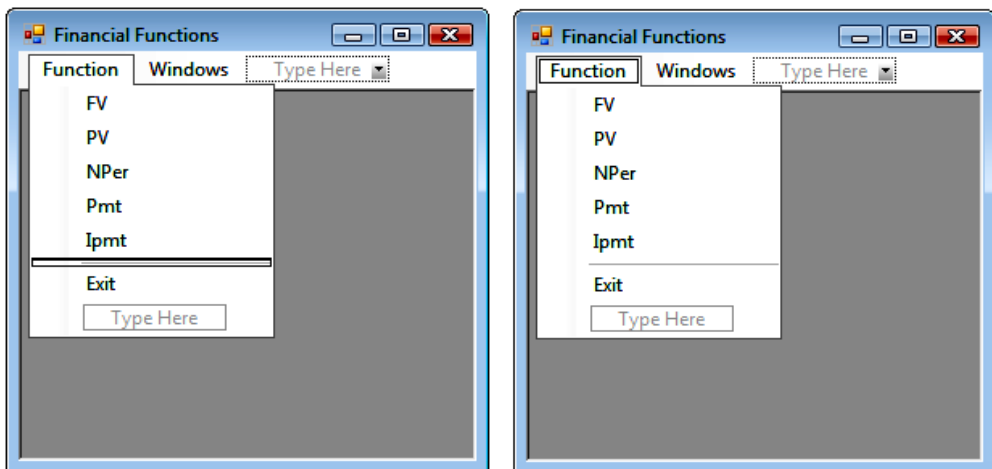 Financial Functions
Function Windows Type Here
FV
PV
NPer
Pmt
Ipmt
Exit
Type Here
Financial Functions
Function Windows Type Here
FV
PV
NPer
Pmt
Ipmt
Exit
Type Here